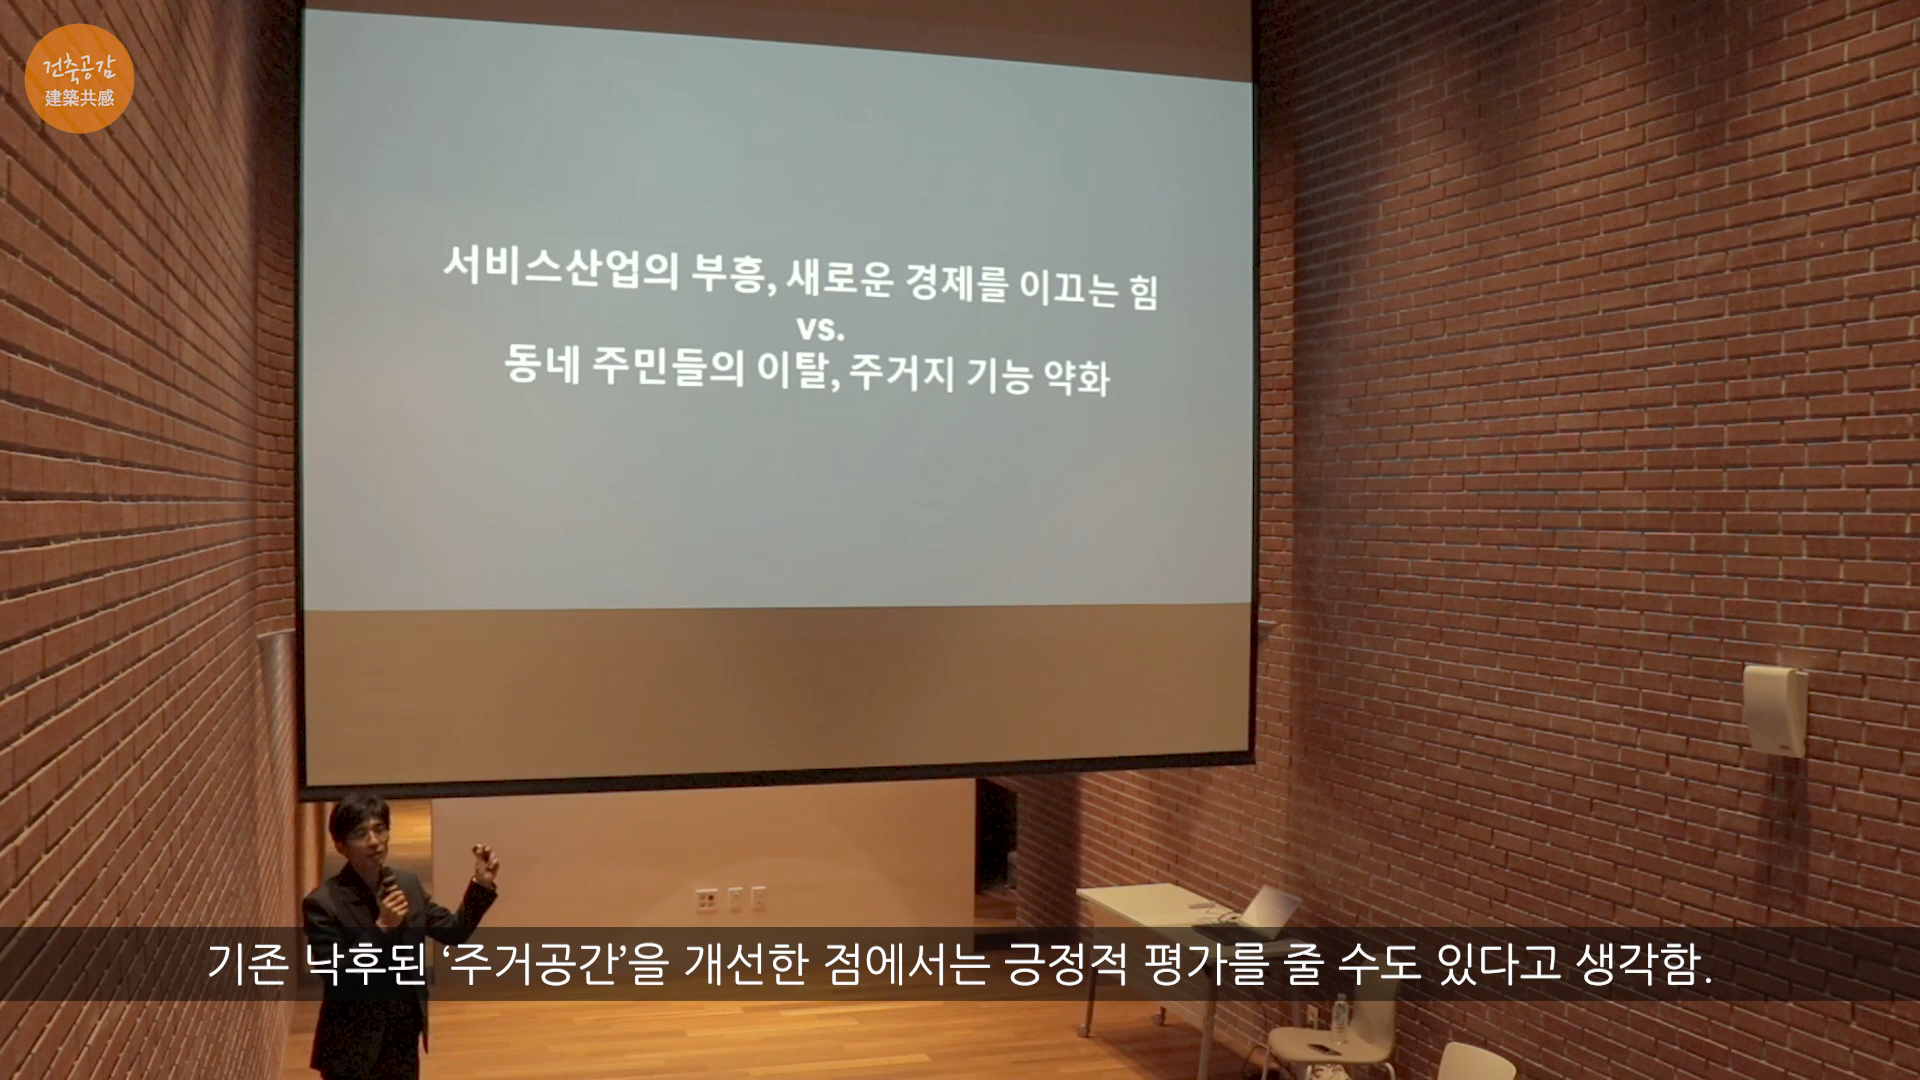 건축공감
建築共感
서비스산업의 부흥, 새로운 경제를 이끄는 힘
vs.
동네 주민들의 이탈, 주거지 기능 약화
기존 낙후된 ‘주거공간’을 개선한 점에서는 긍정적 평가를 줄 수도 있다고 생각함.